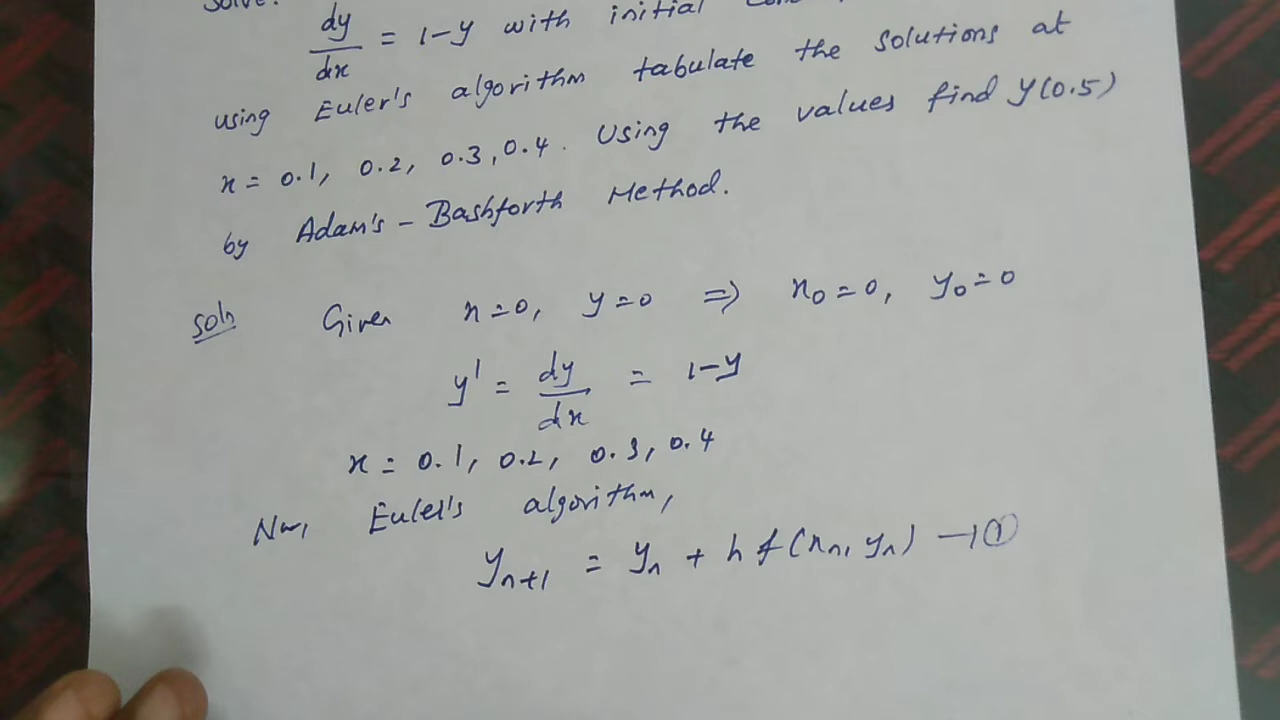 Solve:
dy/dx = 1-y with initial
using Euler's algorithm tabulate the solutions at
x = 0.1, 0.2, 0.3, 0.4. Using the values find y(0.5)
by Adam's - Bashforth Method.
Soln Given x=0, y=0 => x₀=0, y₀=0
y' = dy/dx = 1-y
x = 0.1, 0.2, 0.3, 0.4
Now, Euler's algorithm,
yₙ₊₁ = yₙ + h f(xₙ, yₙ) —①